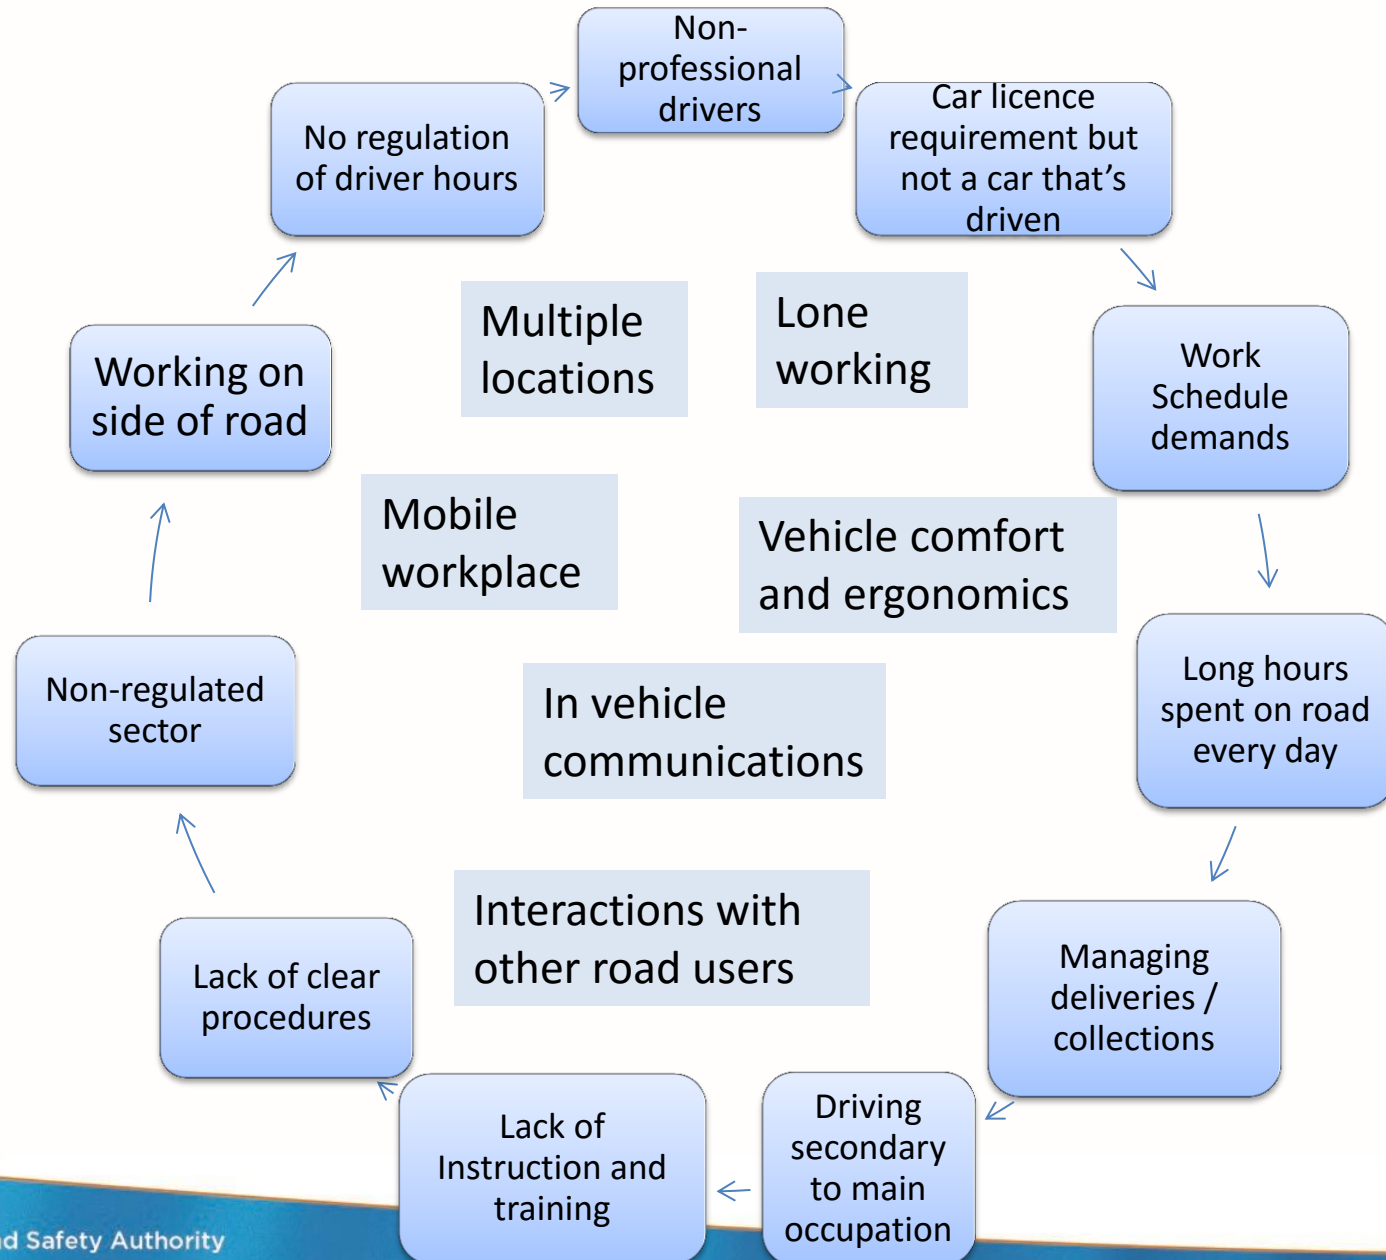 Non-
professional
drivers
Car licence
requirement but
not a car that’s
driven
Work
Schedule
demands
Long hours
spent on road
every day
Managing
deliveries /
collections
Driving
secondary
to main
occupation
Lack of
Instruction and
training
Lack of clear
procedures
Non-regulated
sector
Working on
side of road
No regulation
of driver hours
Multiple
locations
Lone
working
Mobile
workplace
Vehicle comfort
and ergonomics
In vehicle
communications
Interactions with
other road users
Safety Authority